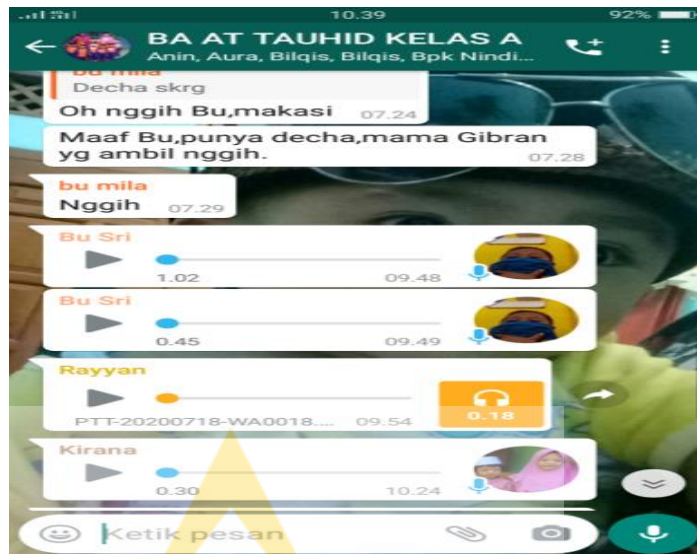 10.39
92%
BA AT TAUHID KELAS A
Anin, Aura, Bilqis, Bilqis, Bpk Nindi...
bu mila
Decha skrg
Oh nggih Bu,makasi 07.24
Maaf Bu,punya decha,mama Gibran
yg ambil nggih. 07.28
bu mila
Nggih 07.29
Bu Sri
1.02 09.48
Bu Sri
0.45 09.49
Rayyan
PTT-20200718-WA0018.... 09.54 0.18
Kirana
0.30 10.24
Ketik pesan